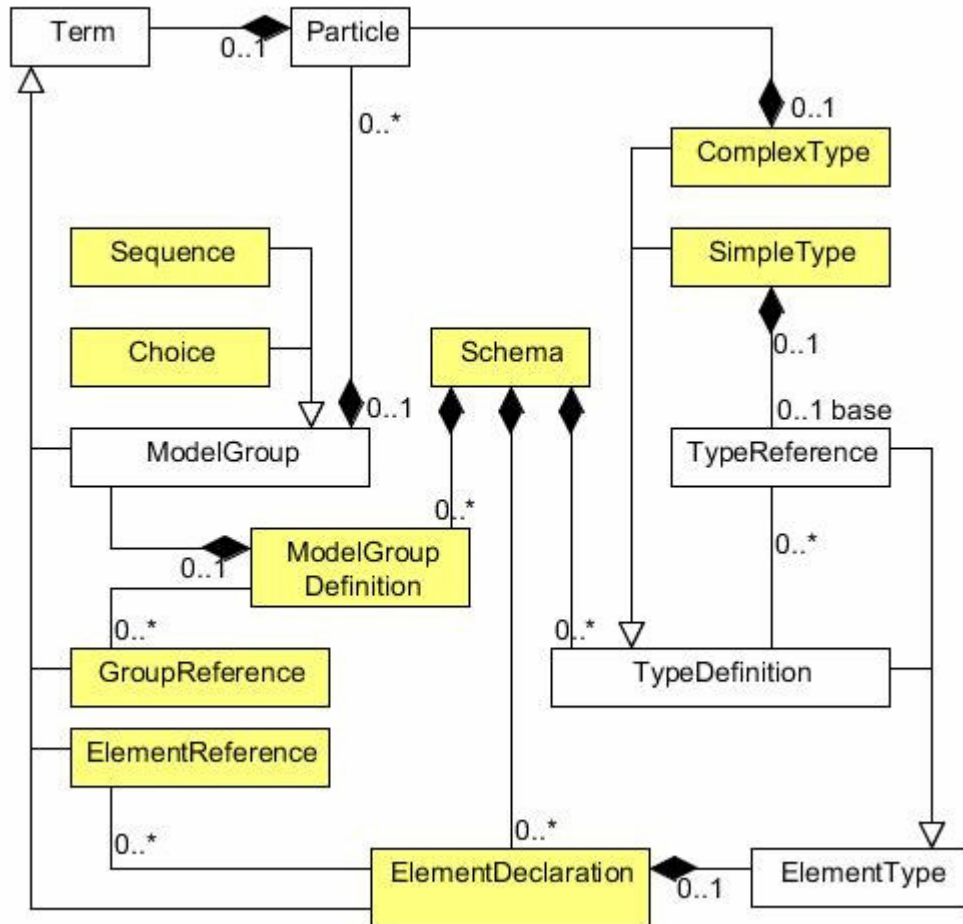 Term
Particle
0..1
0..1
0..*
ComplexType
Sequence
SimpleType
Choice
Schema
0..1
0..1
0..1 base
ModelGroup
TypeReference
0..*
0..1
ModelGroup
Definition
0..*
0..*
0..*
GroupReference
TypeDefinition
ElementReference
0..*
0..*
ElementDeclaration
0..1
ElementType